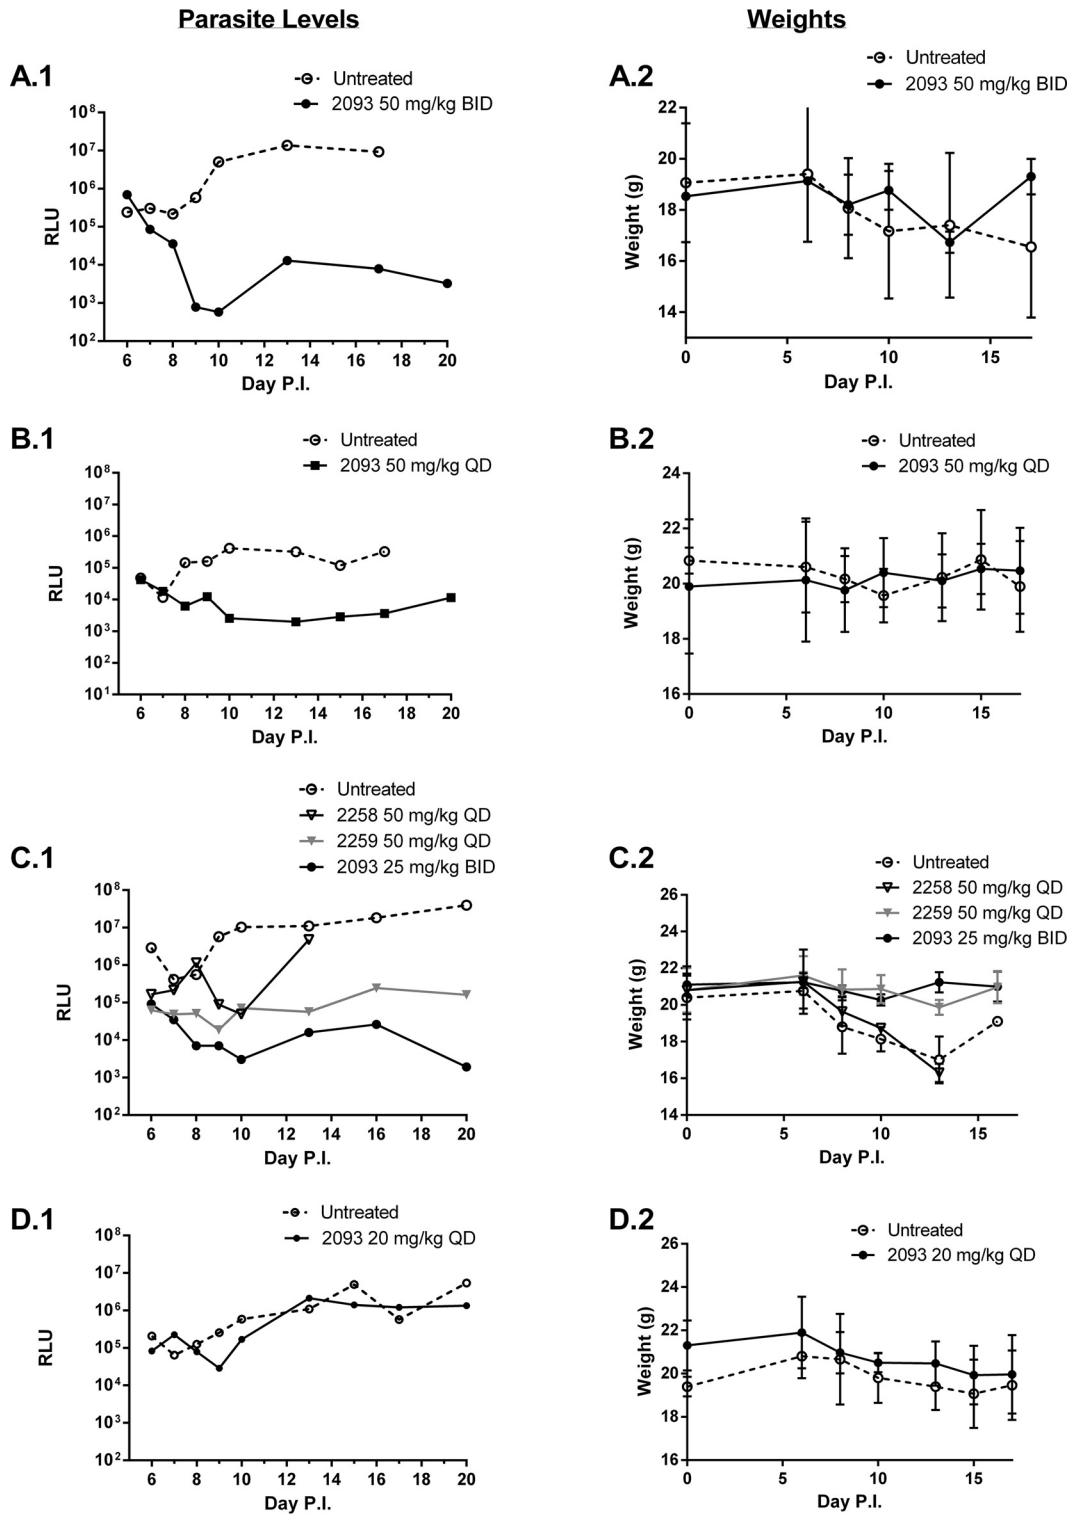 Parasite Levels
Weights
A.1
Untreated
2093 50 mg/kg BID
10⁸
10⁷
10⁶
10⁵
10⁴
10³
10²
RLU
6 8 10 12 14 16 18 20
Day P.I.
A.2
Untreated
2093 50 mg/kg BID
22
20
18
16
14
Weight (g)
0 5 10 15
Day P.I.
B.1
Untreated
2093 50 mg/kg QD
10⁸
10⁷
10⁶
10⁵
10⁴
10³
10²
10¹
RLU
6 8 10 12 14 16 18 20
Day P.I.
B.2
Untreated
2093 50 mg/kg QD
24
22
20
18
16
Weight (g)
0 5 10 15
Day P.I.
C.1
Untreated
2258 50 mg/kg QD
2259 50 mg/kg QD
2093 25 mg/kg BID
10⁸
10⁷
10⁶
10⁵
10⁴
10³
10²
RLU
6 8 10 12 14 16 18 20
Day P.I.
C.2
Untreated
2258 50 mg/kg QD
2259 50 mg/kg QD
2093 25 mg/kg BID
26
24
22
20
18
16
14
Weight (g)
0 5 10 15
Day P.I.
D.1
Untreated
2093 20 mg/kg QD
10⁸
10⁷
10⁶
10⁵
10⁴
10³
10²
RLU
6 8 10 12 14 16 18 20
Day P.I.
D.2
Untreated
2093 20 mg/kg QD
26
24
22
20
18
16
Weight (g)
0 5 10 15
Day P.I.